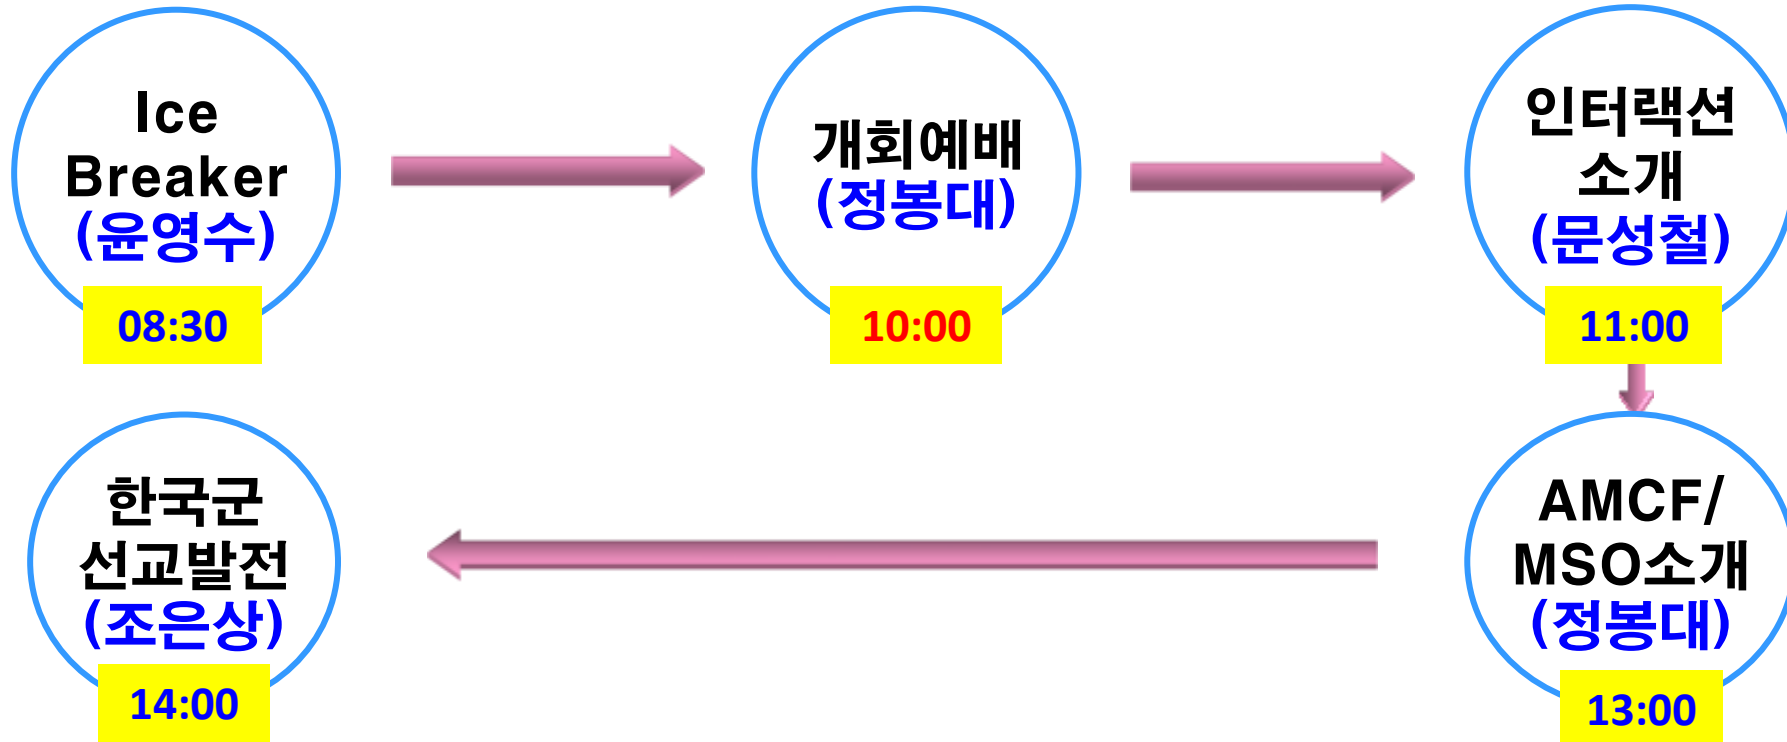 Ice
Breaker
(윤영수)
08:30
개회예배
(정봉대)
10:00
인터랙션
소개
(문성철)
11:00
AMCF/
MSO소개
(정봉대)
13:00
한국군
선교발전
(조은상)
14:00